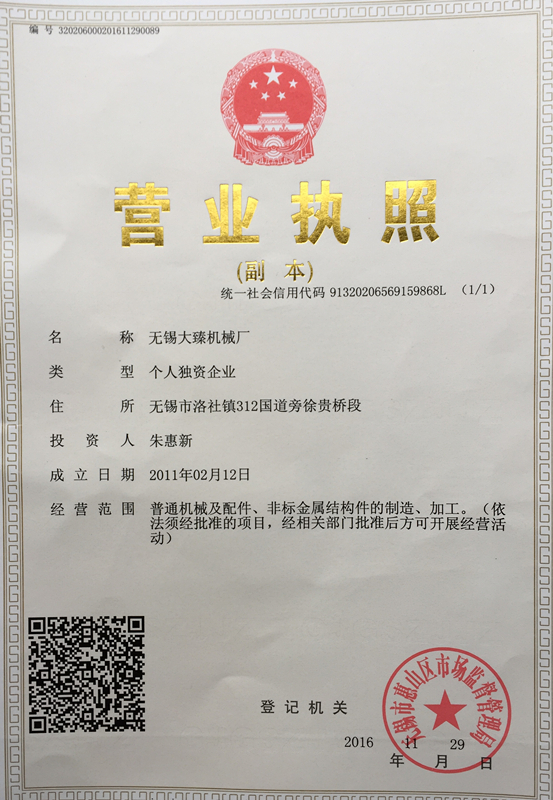 编 号 320206000201611290089
营业执照
(副 本)
统一社会信用代码 91320206569159868L （1/1）
名 称 无锡大臻机械厂
类 型 个人独资企业
住 所 无锡市洛社镇312国道旁徐贵桥段
投 资 人 朱惠新
成 立 日 期 2011年02月12日
经 营 范 围 普通机械及配件、非标金属结构件的制造、加工。（依
法须经批准的项目，经相关部门批准后方可开展经营活
动）
登 记 机 关
无锡市惠山区市场监督管理局
2016 11 29
年 月 日